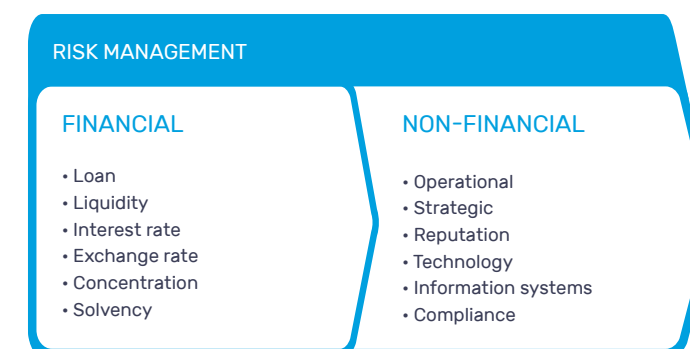 RISK MANAGEMENT
FINANCIAL
• Loan
• Liquidity
• Interest rate
• Exchange rate
• Concentration
• Solvency
NON-FINANCIAL
• Operational
• Strategic
• Reputation
• Technology
• Information systems
• Compliance